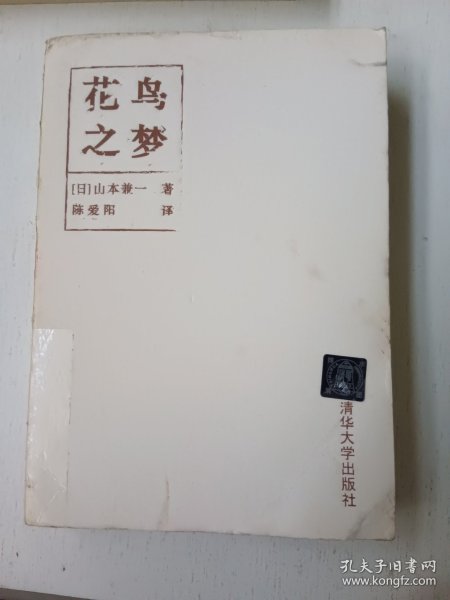 花鸟
之梦
[日]山本兼一 著
陈爱阳 译
清华大学出版社
孔夫子旧书网
www.kongfz.com